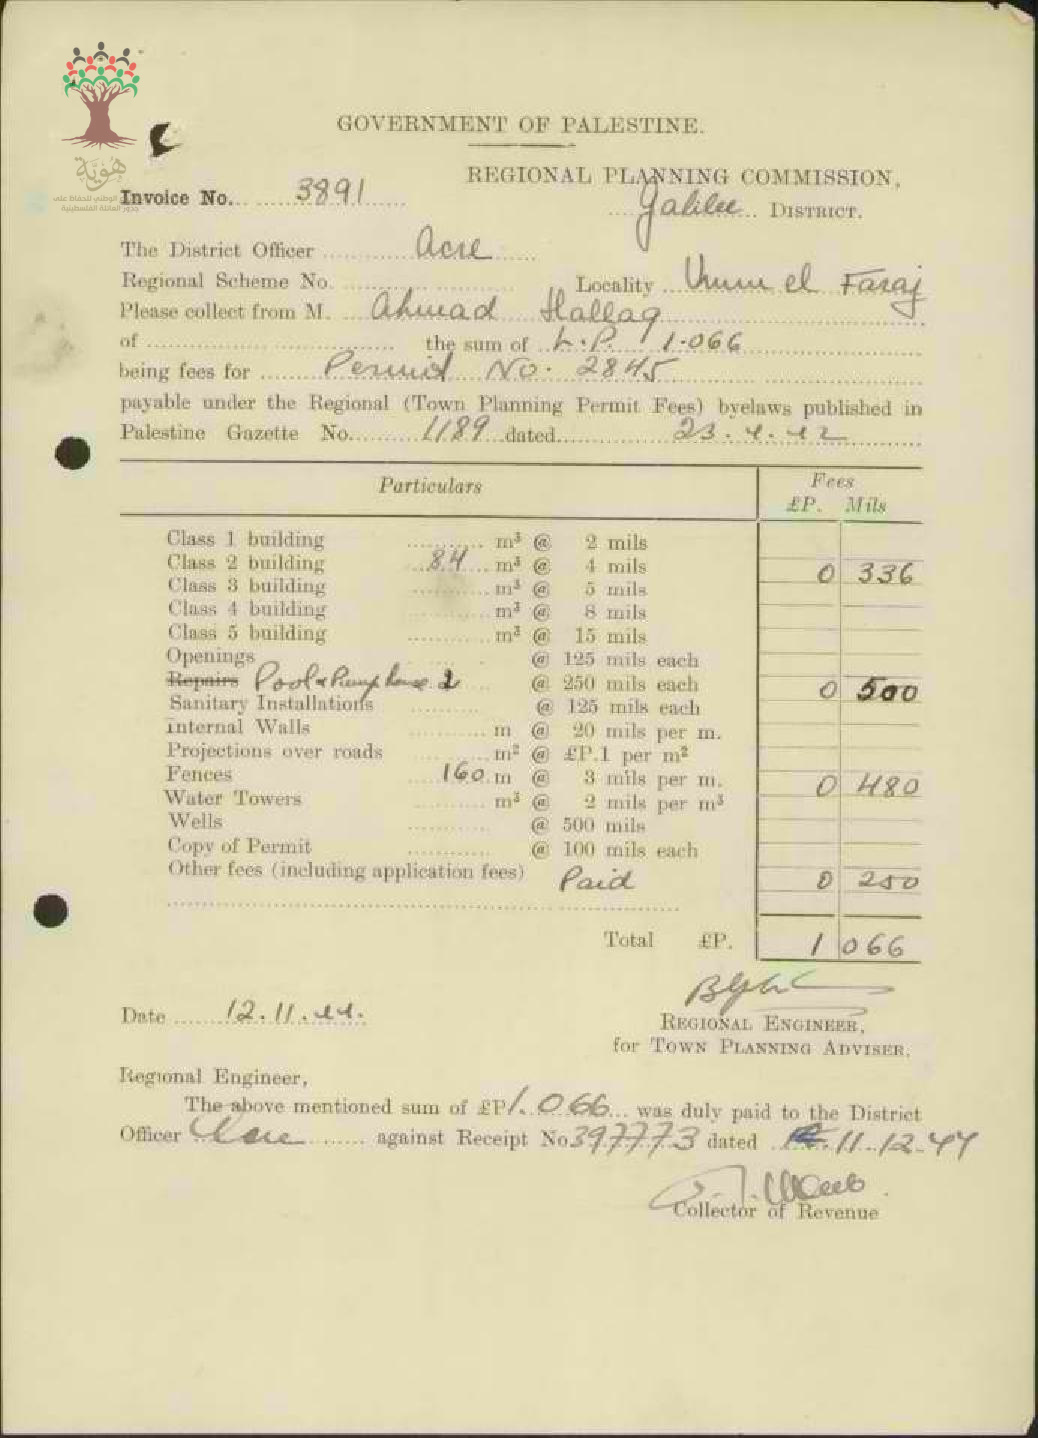 هُويَّة
GOVERNMENT OF PALESTINE.
REGIONAL PLANNING COMMISSION,
Invoice No. 3891
Galilee DISTRICT.
The District Officer Acre
Regional Scheme No. Locality Umm el Faraj
Please collect from M. Ahmad Hallaq
of the sum of L.P. 1.066
being fees for Permid No. 2845
payable under the Regional (Town Planning Permit Fees) byelaws published in
Palestine Gazette No. 1189 dated 23.4.42
Particulars Fees
£P. Mils
Class 1 building m³ @ 2 mils
Class 2 building 84 m³ @ 4 mils 0 336
Class 3 building m³ @ 5 mils
Class 4 building m³ @ 8 mils
Class 5 building m³ @ 15 mils
Openings @ 125 mils each
Repairs Pool & Pump house 2 @ 250 mils each 0 500
Sanitary Installations @ 125 mils each
Internal Walls m @ 20 mils per m.
Projections over roads m² @ £P.1 per m²
Fences 160 m @ 3 mils per m. 0 480
Water Towers m³ @ 2 mils per m³
Wells @ 500 mils
Copy of Permit @ 100 mils each
Other fees (including application fees) Paid 0 250
Total £P. 1 066
Date 12.11.44.
REGIONAL ENGINEER,
for TOWN PLANNING ADVISER.
Regional Engineer,
The above mentioned sum of £P 1.066 was duly paid to the District
Officer Acre against Receipt No 397773 dated 11.12.44
Collector of Revenue